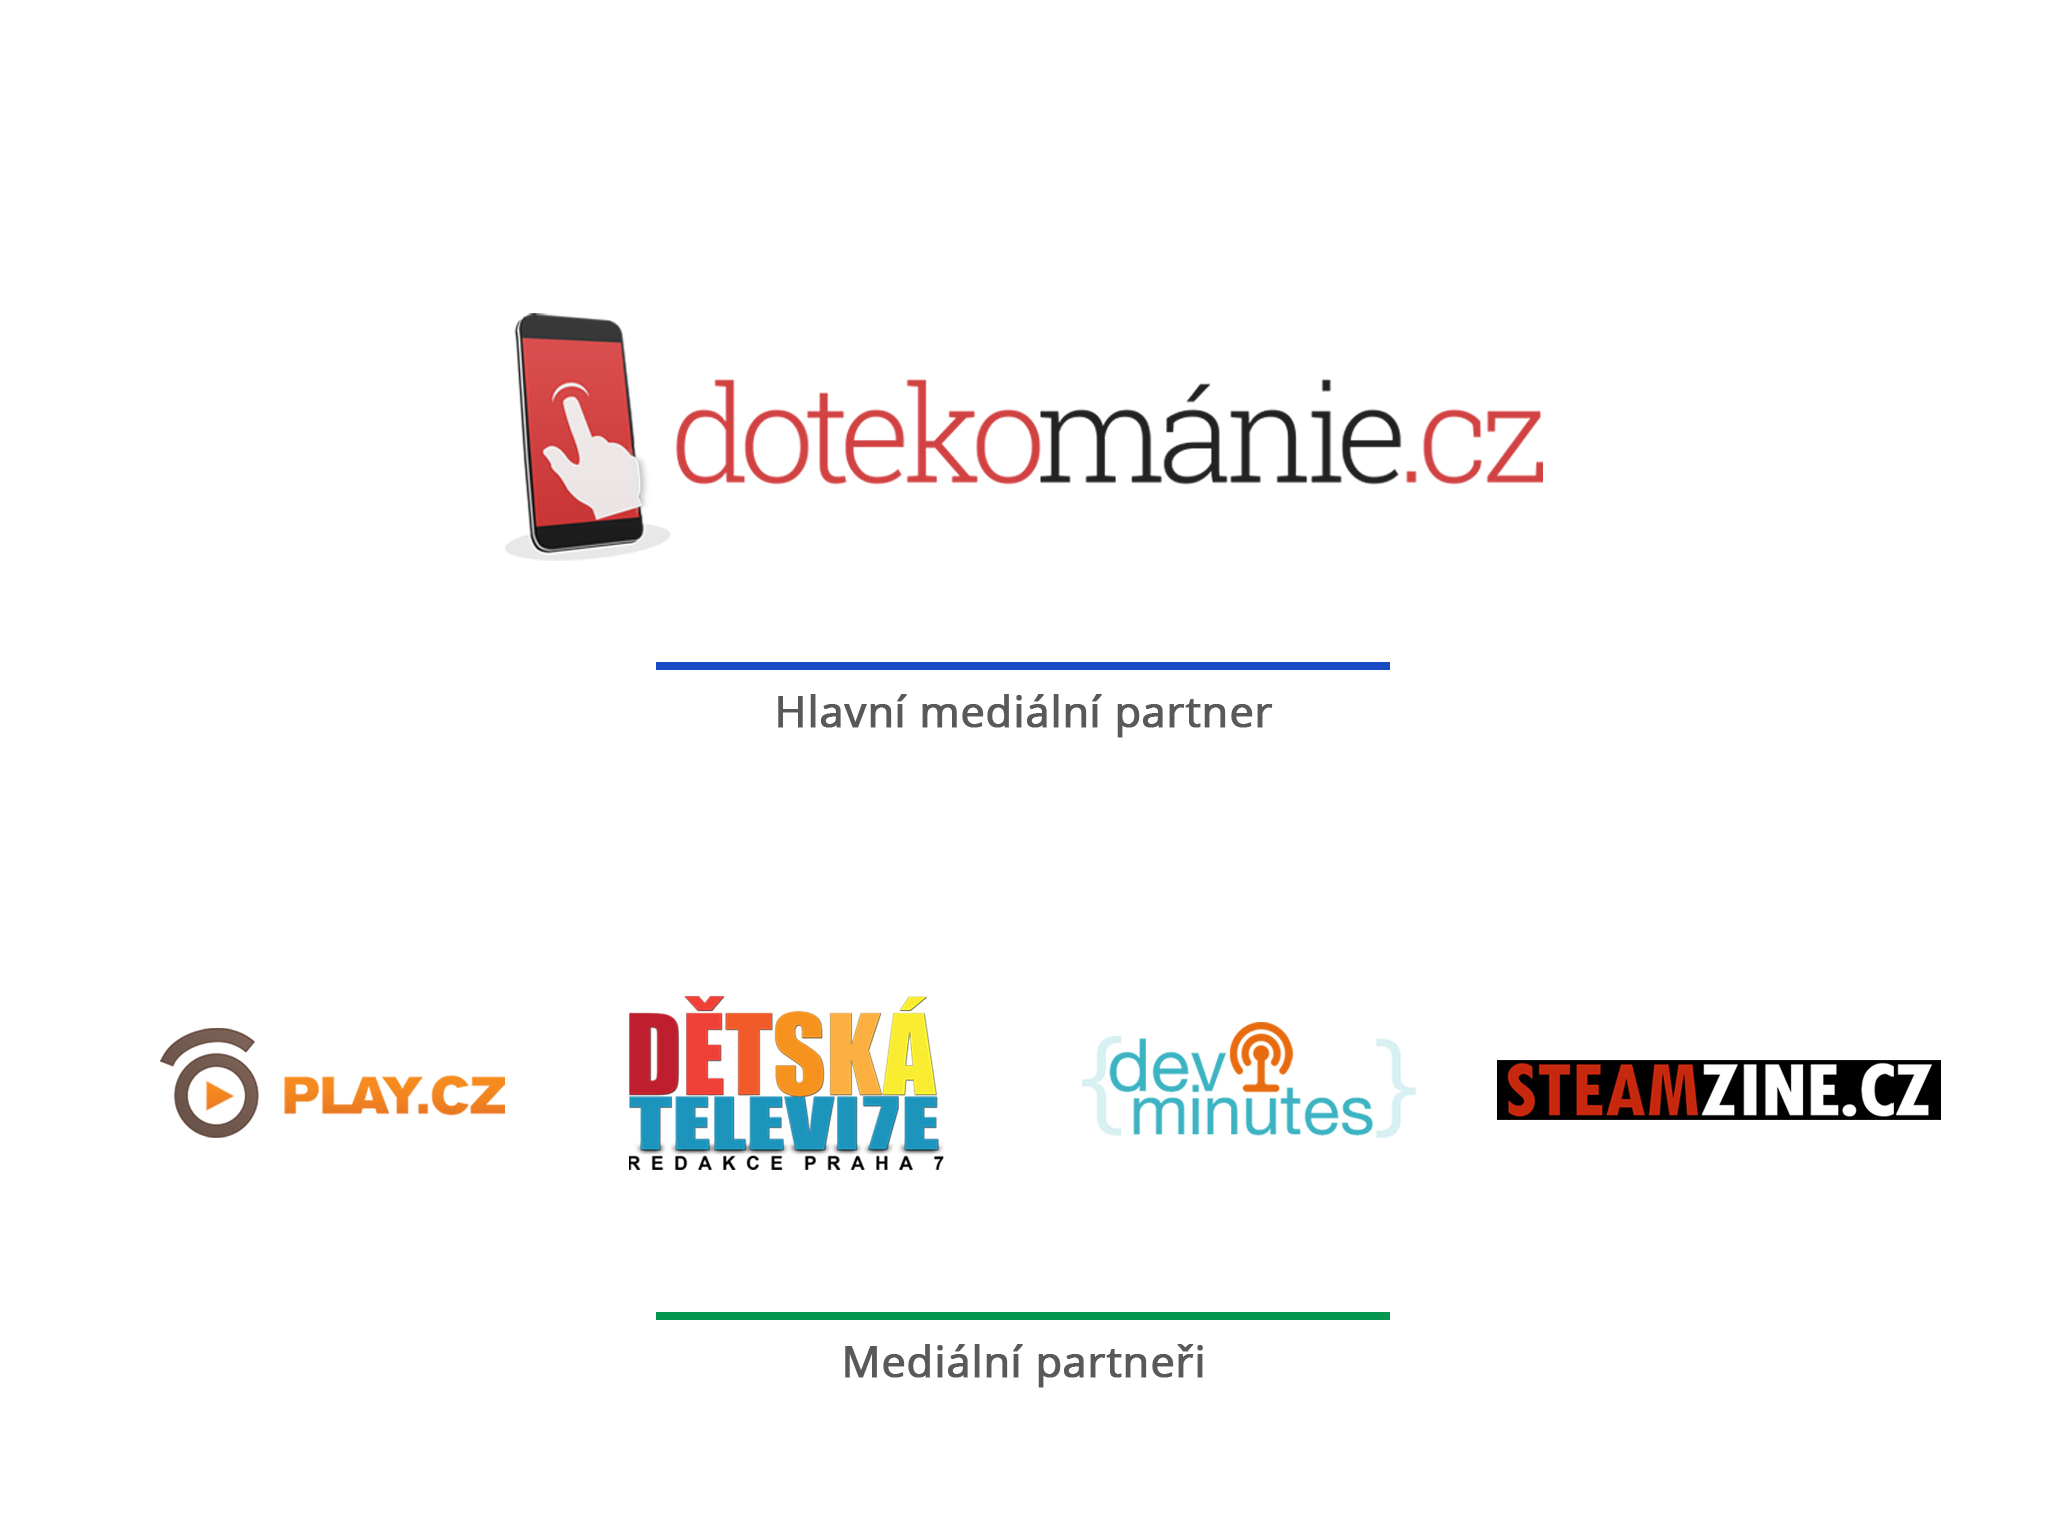 dotekománie.cz
Hlavní mediální partner
PLAY.CZ
DĚTSKÁ
TELEVI7E
REDAKCE PRAHA 7
{dev
minutes}
STEAMZINE.CZ
Mediální partneři